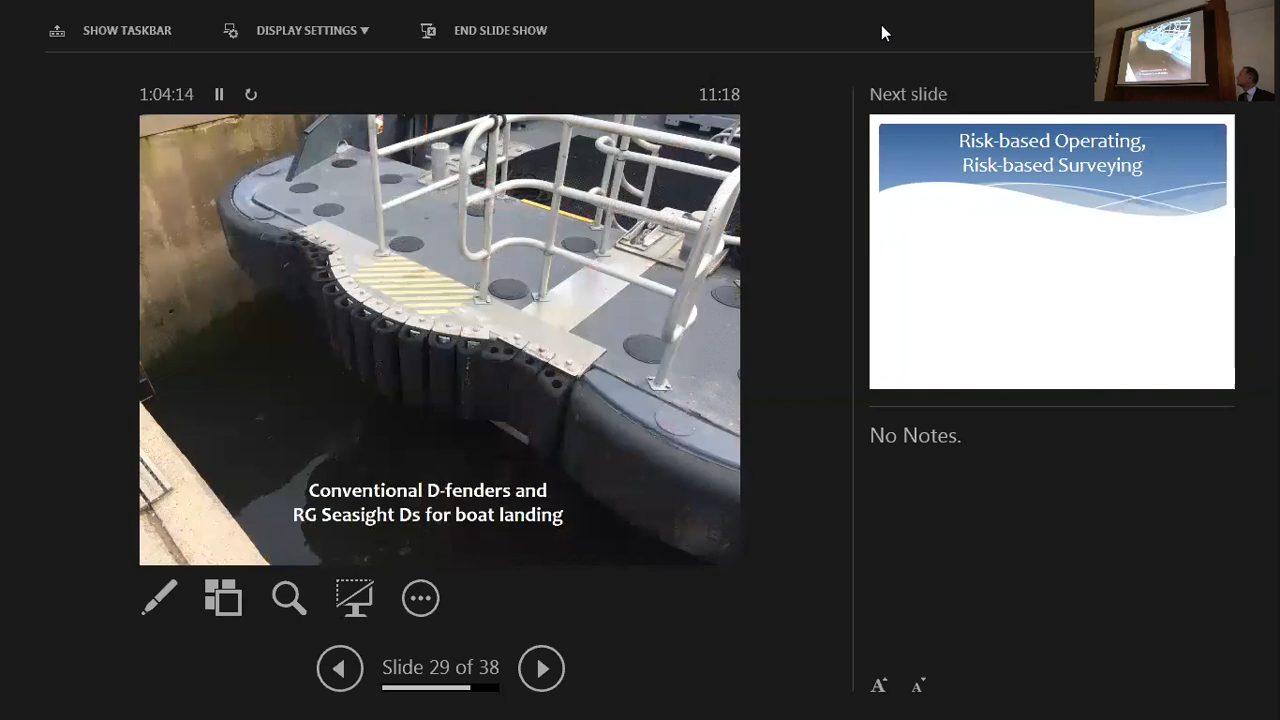 SHOW TASKBAR
DISPLAY SETTINGS ▼
END SLIDE SHOW
1:04:14
11:18
Next slide
Risk-based Operating,
Risk-based Surveying
Conventional D-fenders and
RG Seasight Ds for boat landing
No Notes.
Slide 29 of 38
A A